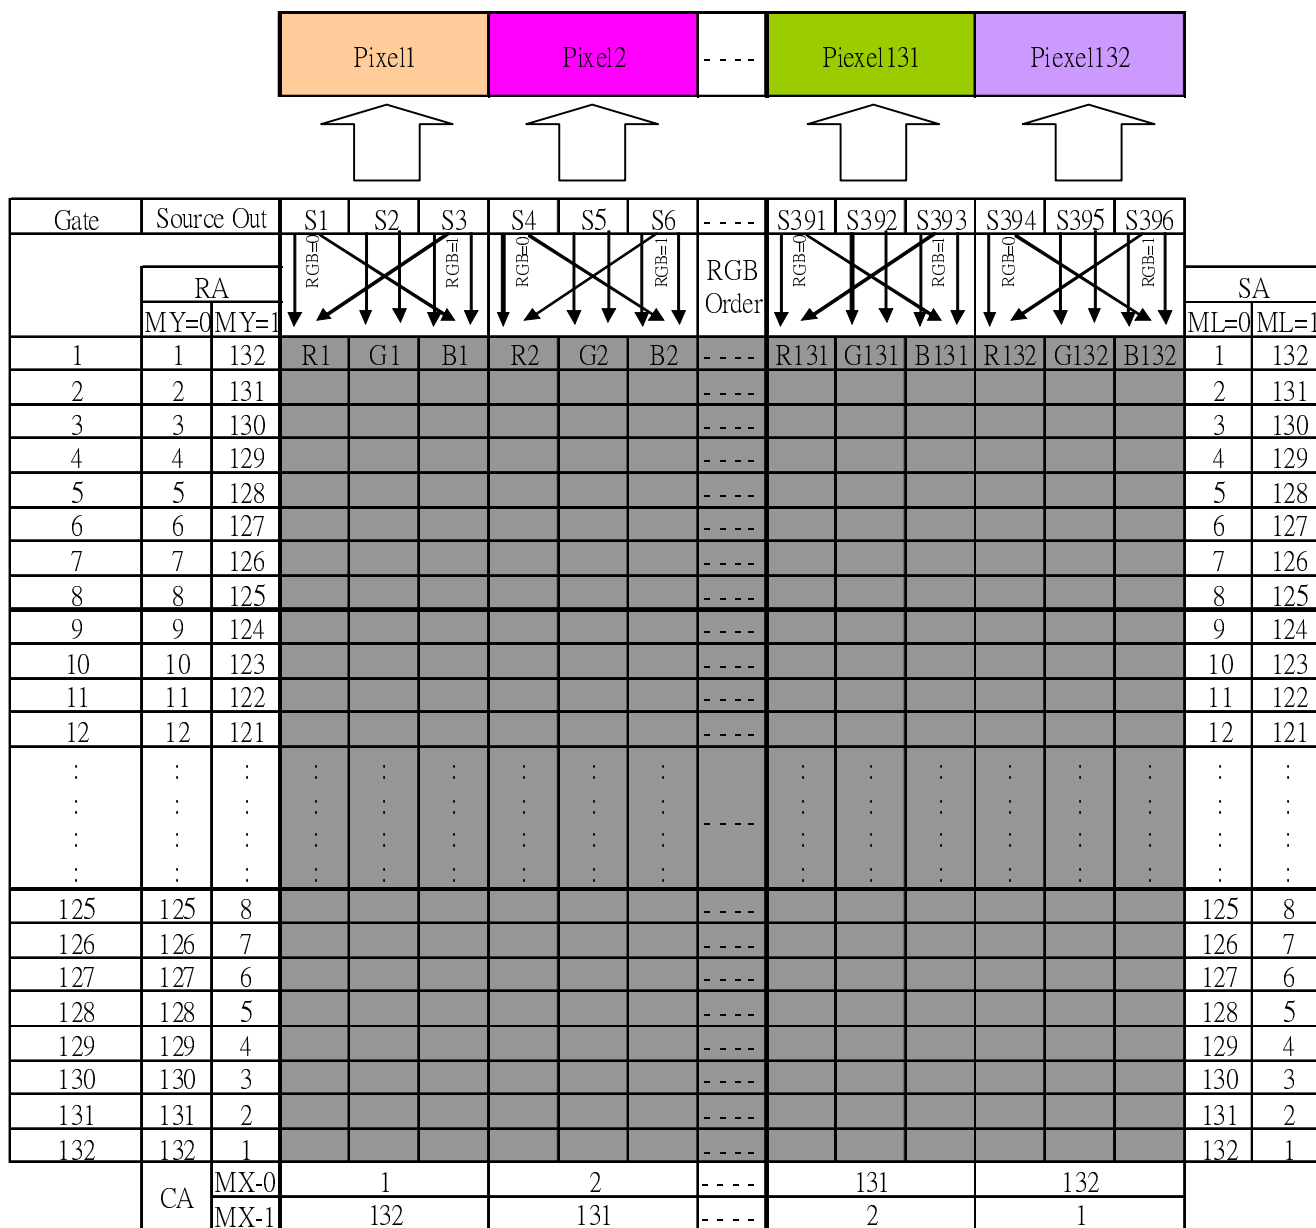 Pixel1 Pixel2 - - - - Piexel131 Piexel132
Gate Source Out S1 S2 S3 S4 S5 S6 - - - - S391 S392 S393 S394 S395 S396
RGB=0 RGB=1 RGB=0 RGB=1 RGB=0 RGB=1 RGB=0 RGB=1
RGB
Order
RA SA
MY=0 MY=1 ML=0 ML=1
1 1 132 R1 G1 B1 R2 G2 B2 - - - - R131 G131 B131 R132 G132 B132 1 132
2 2 131 - - - - 2 131
3 3 130 - - - - 3 130
4 4 129 - - - - 4 129
5 5 128 - - - - 5 128
6 6 127 - - - - 6 127
7 7 126 - - - - 7 126
8 8 125 - - - - 8 125
9 9 124 - - - - 9 124
10 10 123 - - - - 10 123
11 11 122 - - - - 11 122
12 12 121 - - - - 12 121
: : : : : : : : : : : : : : : : :
: : : : : : : : : : : : : : : : :
- - - -
: : : : : : : : : : : : : : : : :
: : : : : : : : : : : : : : : : :
125 125 8 - - - - 125 8
126 126 7 - - - - 126 7
127 127 6 - - - - 127 6
128 128 5 - - - - 128 5
129 129 4 - - - - 129 4
130 130 3 - - - - 130 3
131 131 2 - - - - 131 2
132 132 1 - - - - 132 1
CA
MX-0 1 2 - - - - 131 132
MX-1 132 131 - - - - 2 1